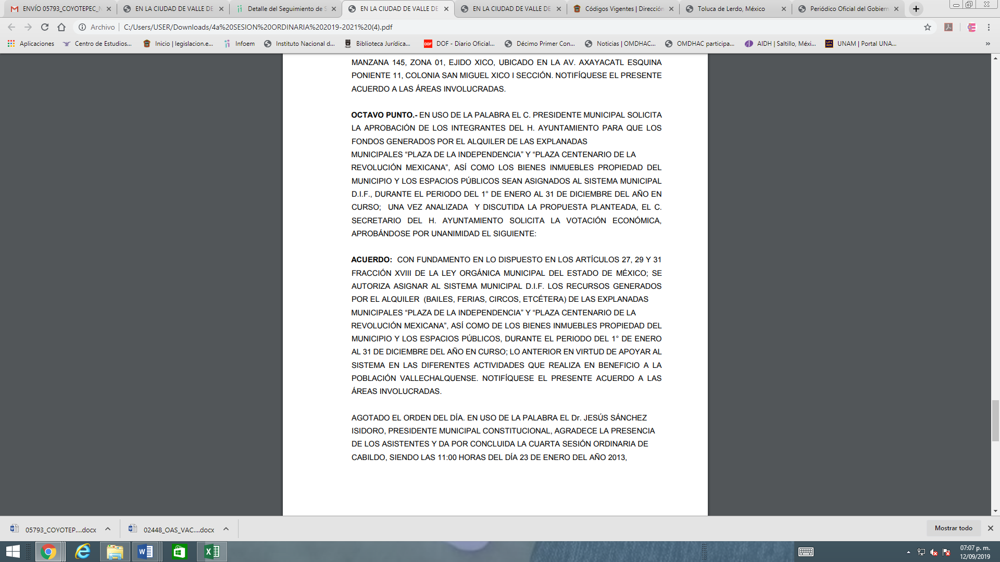 ENVÍO 05793_COYOTEPEC_N
EN LA CIUDAD DE VALLE DE
Detalle del Seguimiento de S
EN LA CIUDAD DE VALLE DE
EN LA CIUDAD DE VALLE DE
Códigos Vigentes | Dirección
Toluca de Lerdo, México
Periódico Oficial del Gobiern
Archivo | C:/Users/USER/Downloads/4a%20SESION%20ORDINARIA%202019-2021%20(4).pdf
Aplicaciones
Centro de Estudios...
Inicio | legislacion.e...
Infoem
Instituto Nacional d...
Biblioteca Jurídica...
DOF - Diario Oficial...
Décimo Primer Con...
Noticias | OMDHAC...
OMDHAC participa...
AIDH | Saltillo, Méxi...
UNAM | Portal UNA...
MANZANA 145, ZONA 01, EJIDO XICO, UBICADO EN LA AV. AXAYACATL ESQUINA
PONIENTE 11, COLONIA SAN MIGUEL XICO I SECCIÓN. NOTIFÍQUESE EL PRESENTE
ACUERDO A LAS ÁREAS INVOLUCRADAS.
OCTAVO PUNTO.- EN USO DE LA PALABRA EL C. PRESIDENTE MUNICIPAL SOLICITA
LA APROBACIÓN DE LOS INTEGRANTES DEL H. AYUNTAMIENTO PARA QUE LOS
FONDOS GENERADOS POR EL ALQUILER DE LAS EXPLANADAS
MUNICIPALES “PLAZA DE LA INDEPENDENCIA” Y “PLAZA CENTENARIO DE LA
REVOLUCIÓN MEXICANA”, ASÍ COMO LOS BIENES INMUEBLES PROPIEDAD DEL
MUNICIPIO Y LOS ESPACIOS PÚBLICOS SEAN ASIGNADOS AL SISTEMA MUNICIPAL
D.I.F., DURANTE EL PERIODO DEL 1° DE ENERO AL 31 DE DICIEMBRE DEL AÑO EN
CURSO; UNA VEZ ANALIZADA Y DISCUTIDA LA PROPUESTA PLANTEADA, EL C.
SECRETARIO DEL H. AYUNTAMIENTO SOLICITA LA VOTACIÓN ECONÓMICA,
APROBÁNDOSE POR UNANIMIDAD EL SIGUIENTE:
ACUERDO: CON FUNDAMENTO EN LO DISPUESTO EN LOS ARTÍCULOS 27, 29 Y 31
FRACCIÓN XVIII DE LA LEY ORGÁNICA MUNICIPAL DEL ESTADO DE MÉXICO; SE
AUTORIZA ASIGNAR AL SISTEMA MUNICIPAL D.I.F. LOS RECURSOS GENERADOS
POR EL ALQUILER (BAILES, FERIAS, CIRCOS, ETCÉTERA) DE LAS EXPLANADAS
MUNICIPALES “PLAZA DE LA INDEPENDENCIA” Y “PLAZA CENTENARIO DE LA
REVOLUCIÓN MEXICANA”, ASÍ COMO DE LOS BIENES INMUEBLES PROPIEDAD DEL
MUNICIPIO Y LOS ESPACIOS PÚBLICOS, DURANTE EL PERIODO DEL 1° DE ENERO
AL 31 DE DICIEMBRE DEL AÑO EN CURSO; LO ANTERIOR EN VIRTUD DE APOYAR AL
SISTEMA EN LAS DIFERENTES ACTIVIDADES QUE REALIZA EN BENEFICIO A LA
POBLACIÓN VALLECHALQUENSE. NOTIFÍQUESE EL PRESENTE ACUERDO A LAS
ÁREAS INVOLUCRADAS.
AGOTADO EL ORDEN DEL DÍA. EN USO DE LA PALABRA EL Dr. JESÚS SÁNCHEZ
ISIDORO, PRESIDENTE MUNICIPAL CONSTITUCIONAL, AGRADECE LA PRESENCIA
DE LOS ASISTENTES Y DA POR CONCLUIDA LA CUARTA SESIÓN ORDINARIA DE
CABILDO, SIENDO LAS 11:00 HORAS DEL DÍA 23 DE ENERO DEL AÑO 2013,
05793_COYOTEP....docx
02448_OAS_VAC....docx
Mostrar todo
07:07 p. m.
12/09/2019